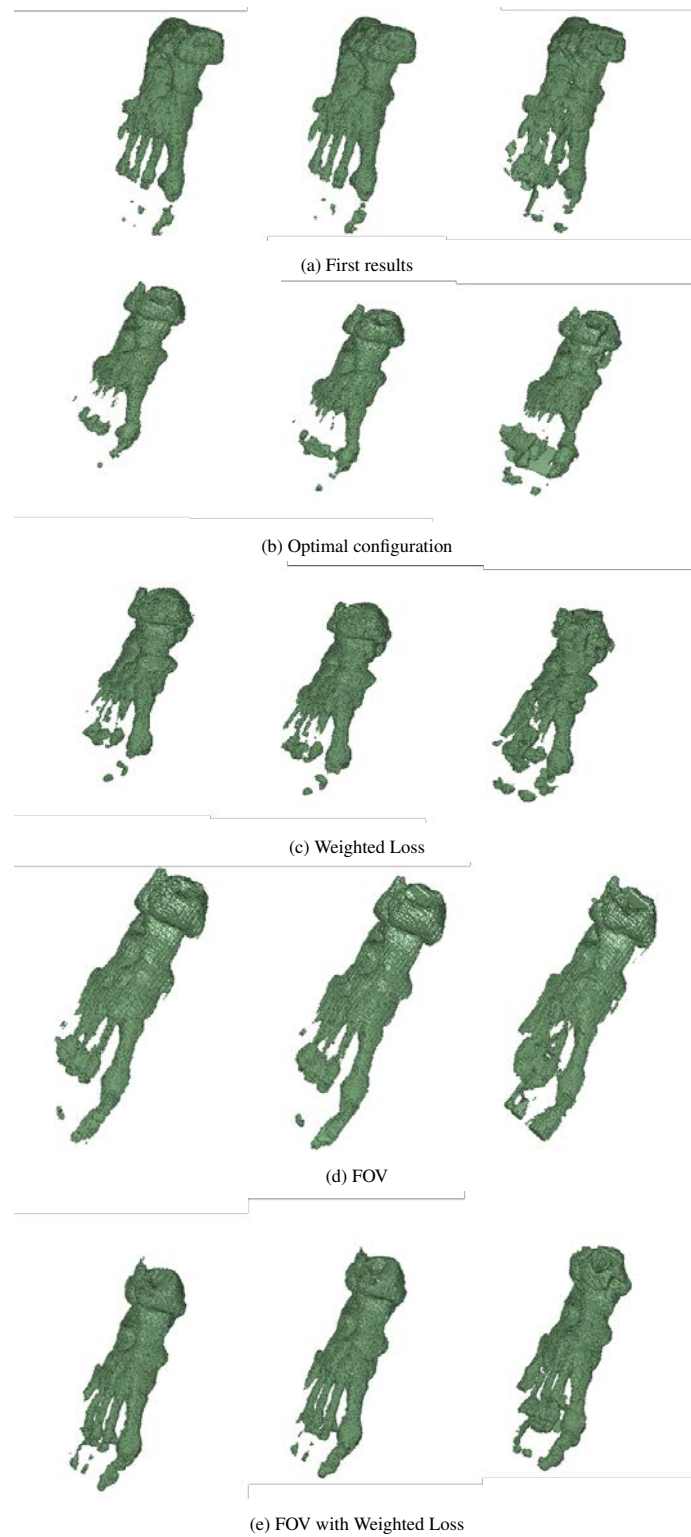 (a) First results
(b) Optimal configuration
(c) Weighted Loss
(d) FOV
(e) FOV with Weighted Loss